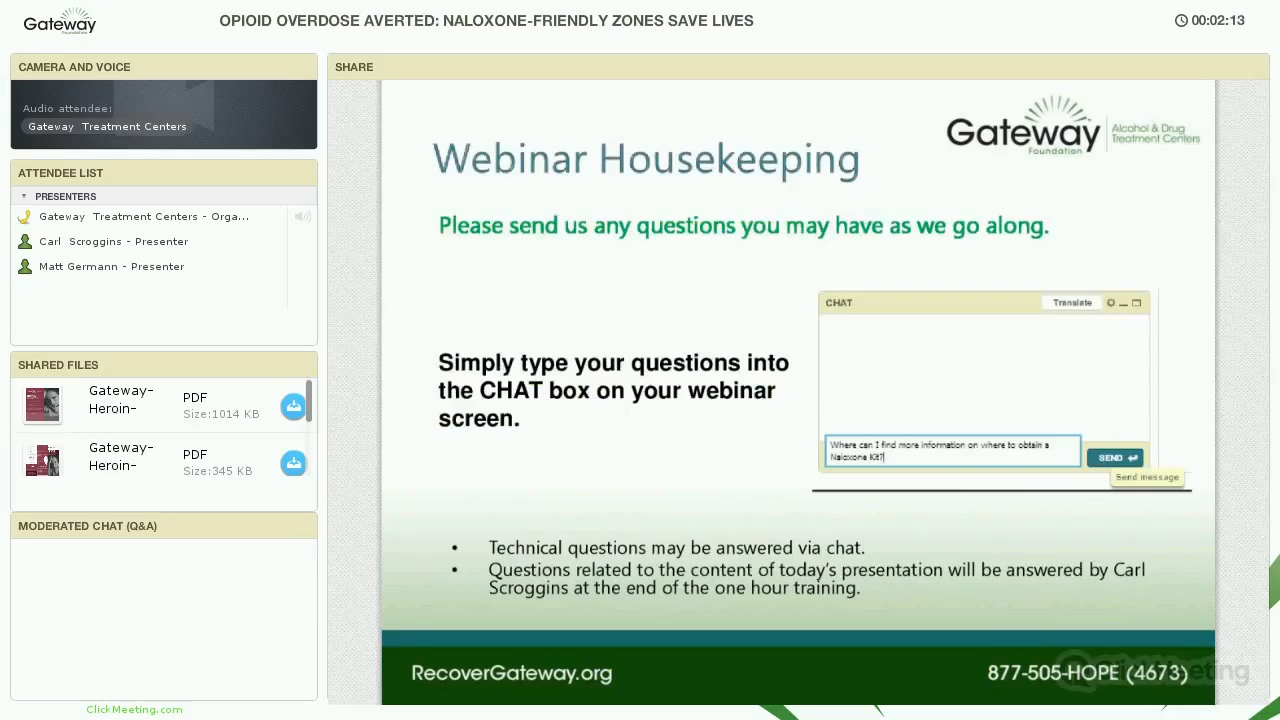 Gateway
Foundation
OPIOID OVERDOSE AVERTED: NALOXONE-FRIENDLY ZONES SAVE LIVES
00:02:13
CAMERA AND VOICE
Audio attendee:
Gateway Treatment Centers
ATTENDEE LIST
PRESENTERS
Gateway Treatment Centers - Orga...
Carl Scroggins - Presenter
Matt Germann - Presenter
SHARED FILES
Gateway-
Heroin-
PDF
Size:1014 KB
Gateway-
Heroin-
PDF
Size:345 KB
MODERATED CHAT (Q&A)
ClickMeeting.com
SHARE
Gateway
Foundation
Alcohol & Drug
Treatment Centers
Webinar Housekeeping
Please send us any questions you may have as we go along.
Simply type your questions into
the CHAT box on your webinar
screen.
CHAT
Translate
Where can I find more information on where to obtain a
Naloxone Kit?
SEND
Send message
• Technical questions may be answered via chat.
• Questions related to the content of today's presentation will be answered by Carl
Scroggins at the end of the one hour training.
RecoverGateway.org
877-505-HOPE (4673)